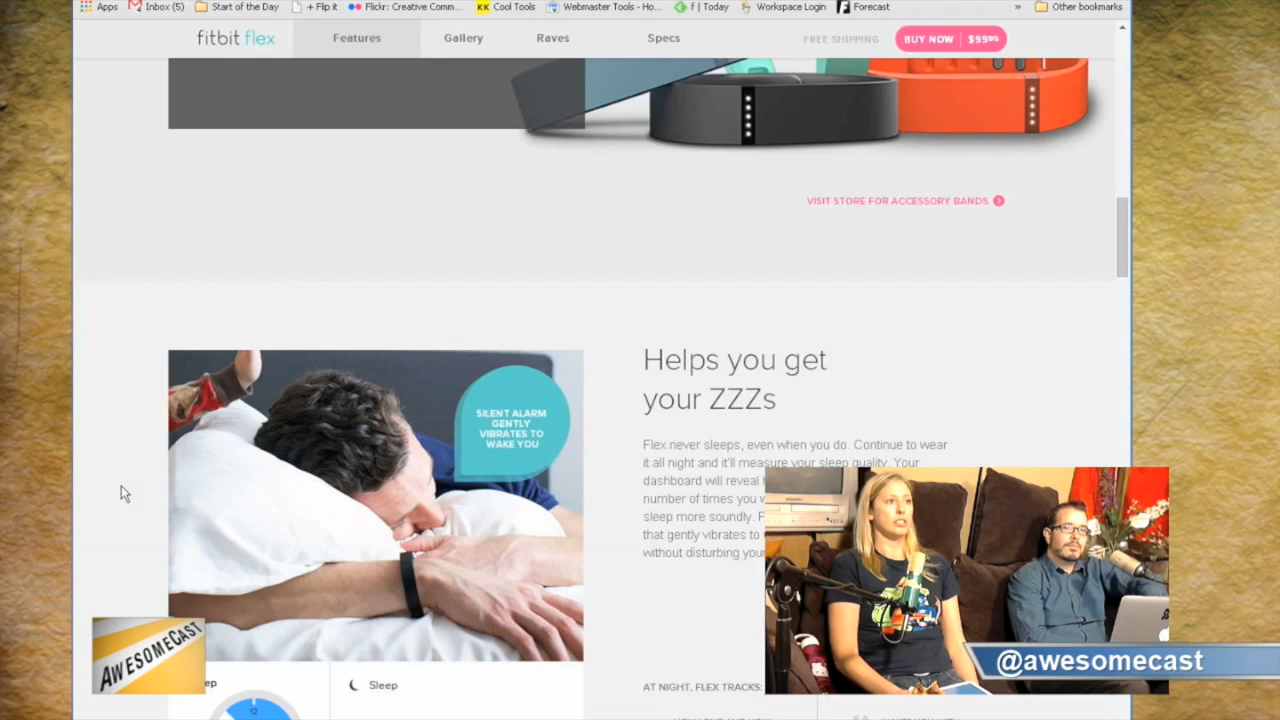 Apps
Inbox (5)
Start of the Day
+ Flip it
Flickr: Creative Comm...
KK Cool Tools
Webmaster Tools - Ho...
f | Today
Workspace Login
Forecast
»
Other bookmarks
fitbit flex
Features
Gallery
Raves
Specs
FREE SHIPPING
BUY NOW | $99.95
VISIT STORE FOR ACCESSORY BANDS
SILENT ALARM
GENTLY
VIBRATES TO
WAKE YOU
Helps you get
your ZZZs
Flex never sleeps, even when you do. Continue to wear
it all night and it'll measure your sleep quality. Your
dashboard will reveal
number of times you
sleep more soundly.
that gently vibrates to
without disturbing
AWESOMECAST
Sleep
12
AT NIGHT, FLEX TRACKS
@awesomecast